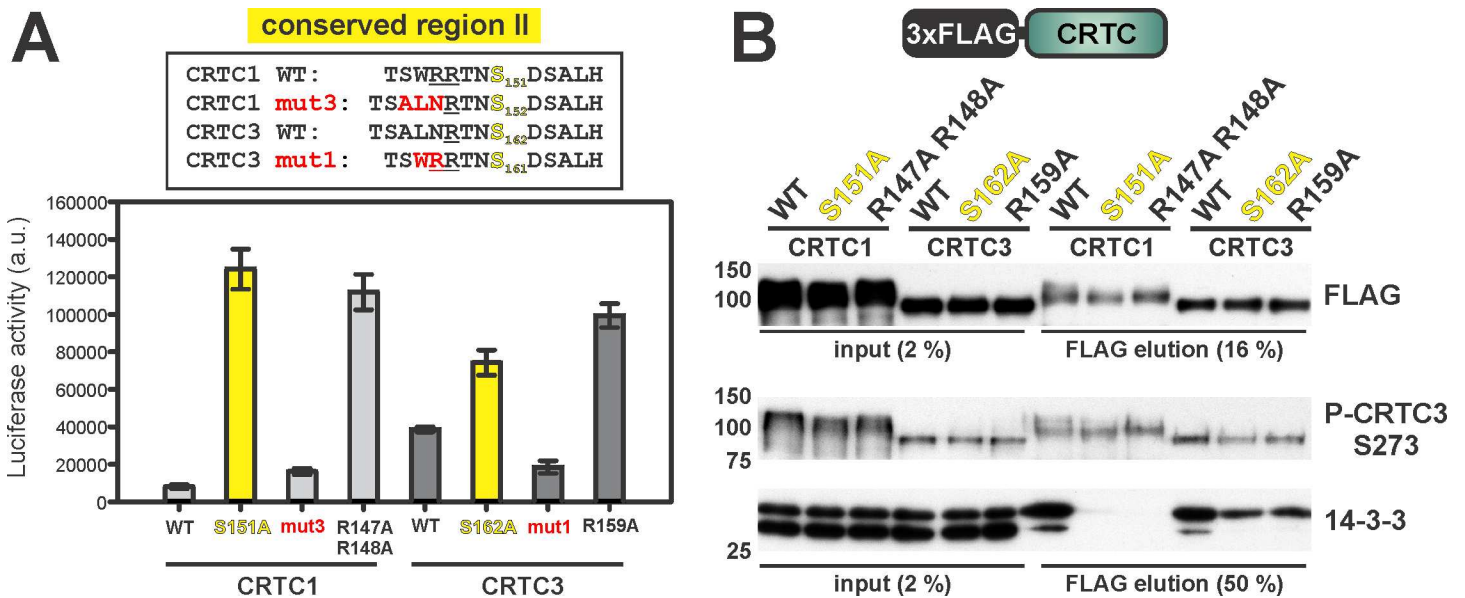 A
conserved region II
CRTC1 WT: TSWRRTNS151DSALH
CRTC1 mut3: TSALNRTNS152DSALH
CRTC3 WT: TSALNRTNS162DSALH
CRTC3 mut1: TSWRRTNS161DSALH
Luciferase activity (a.u.)
160000
140000
120000
100000
80000
60000
40000
20000
0
WT S151A mut3 R147A R148A WT S162A mut1 R159A
CRTC1 CRTC3
B
3xFLAG CRTC
WT S151A R147A R148A WT S162A R159A WT S151A R147A R148A WT S162A R159A
CRTC1 CRTC3 CRTC1 CRTC3
150
100
FLAG
input (2 %) FLAG elution (16 %)
150
100
75
P-CRTC3
S273
25
14-3-3
input (2 %) FLAG elution (50 %)